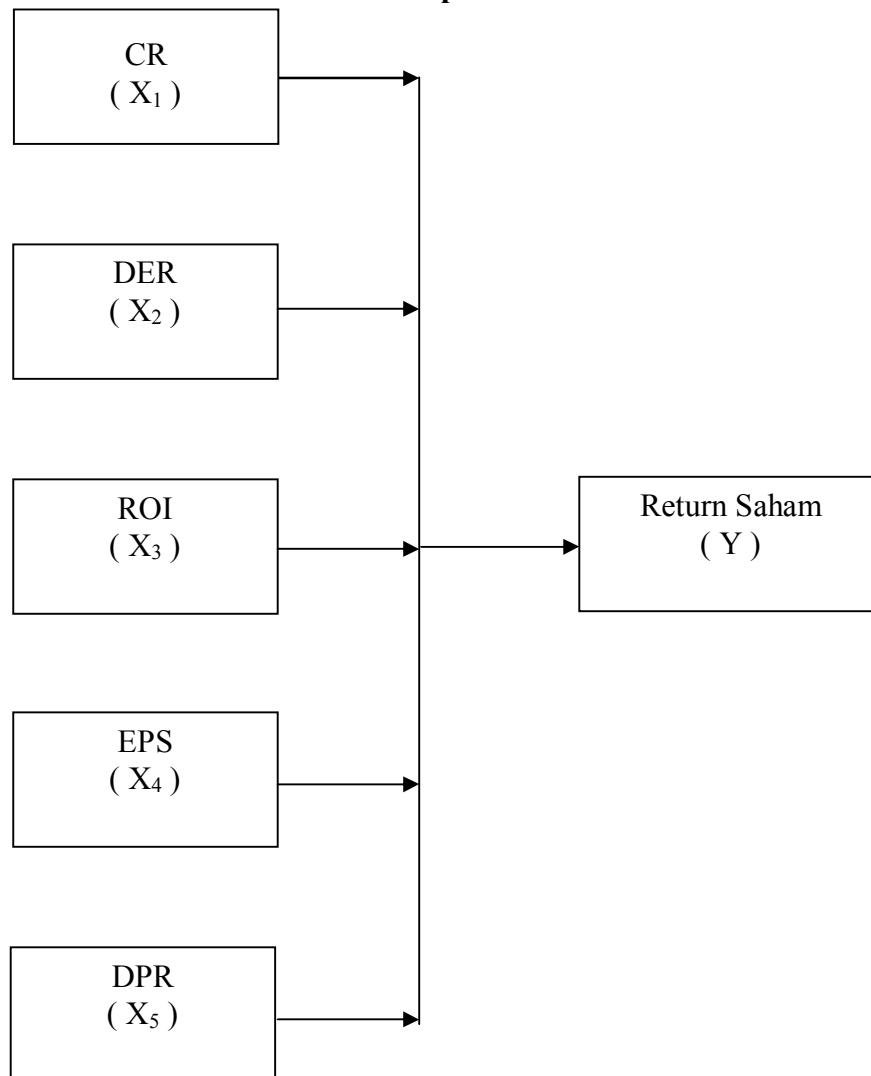 CR
( X₁ )
DER
( X₂ )
ROI
( X₃ )
Return Saham
( Y )
EPS
( X₄ )
DPR
( X₅ )